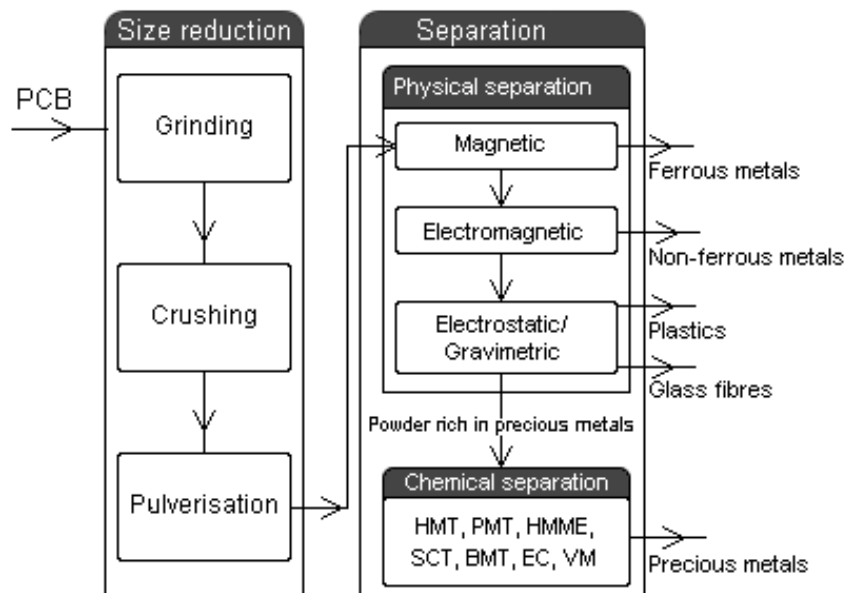 Size reduction
PCB
Grinding
Crushing
Pulverisation
Separation
Physical separation
Magnetic
Ferrous metals
Electromagnetic
Non-ferrous metals
Electrostatic/
Gravimetric
Plastics
Glass fibres
Powder rich in precious metals
Chemical separation
HMT, PMT, HMME,
SCT, BMT, EC, VM
Precious metals